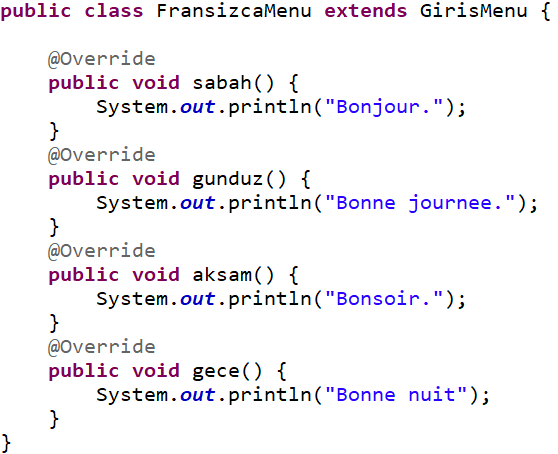 public class FransizcaMenu extends GirisMenu {
@Override
public void sabah() {
System.out.println("Bonjour.");
}
@Override
public void gunduz() {
System.out.println("Bonne journee.");
}
@Override
public void aksam() {
System.out.println("Bonsoir.");
}
@Override
public void gece() {
System.out.println("Bonne nuit");
}
}